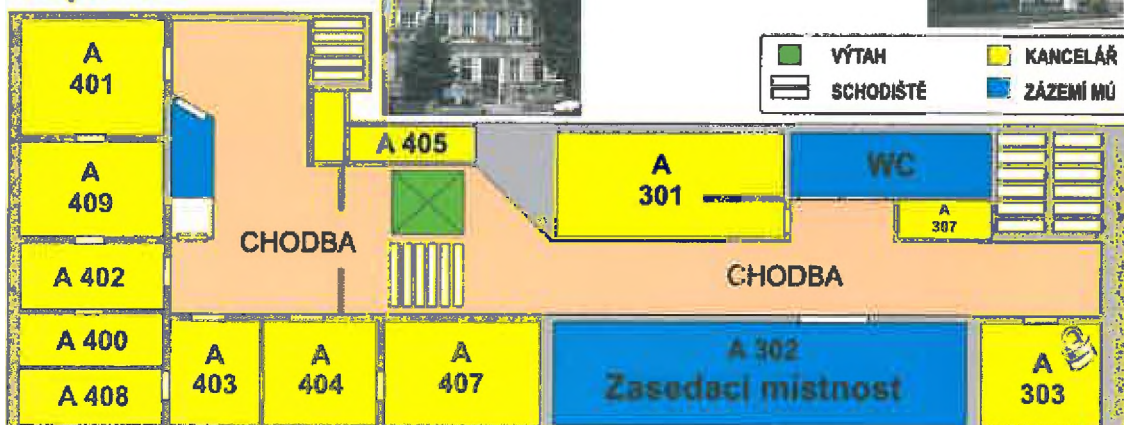 VÝTAH
KANCELÁŘ
SCHODIŠTĚ
ZÁZEMÍ MÚ
A
401
A 405
A
409
A
301
WC
A
307
CHODBA
A 402
CHODBA
A 400
A
403
A
404
A
407
A 302
Zasedací místnost
A
303
A 408